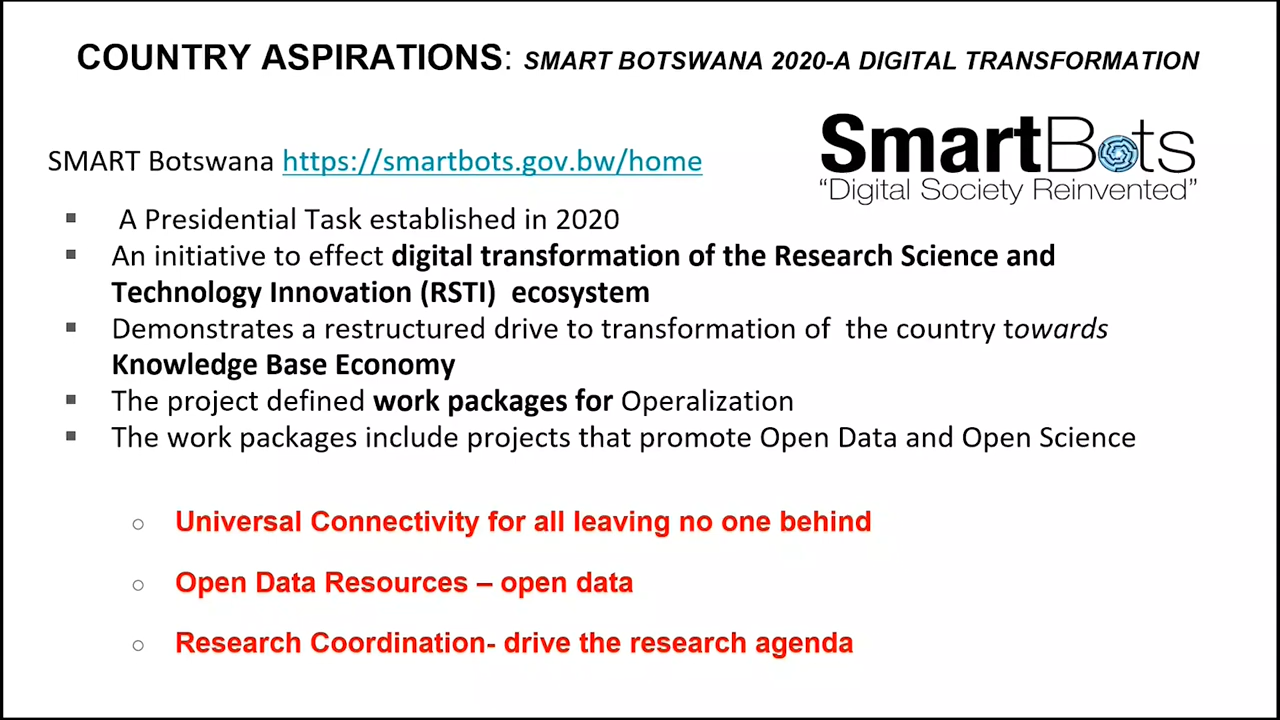 COUNTRY ASPIRATIONS: SMART BOTSWANA 2020-A DIGITAL TRANSFORMATION
SmartBots
“Digital Society Reinvented”
SMART Botswana https://smartbots.gov.bw/home
▪ A Presidential Task established in 2020
▪ An initiative to effect digital transformation of the Research Science and
Technology Innovation (RSTI) ecosystem
▪ Demonstrates a restructured drive to transformation of the country towards
Knowledge Base Economy
▪ The project defined work packages for Operalization
▪ The work packages include projects that promote Open Data and Open Science
○ Universal Connectivity for all leaving no one behind
○ Open Data Resources – open data
○ Research Coordination- drive the research agenda